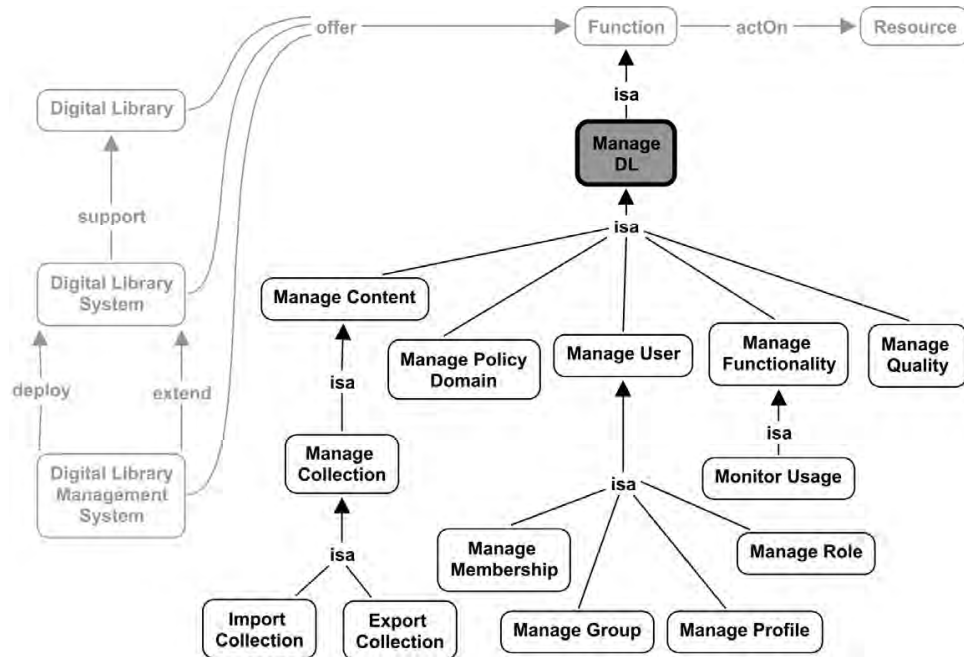 offer
Function
actOn
Resource
isa
Digital Library
Manage
DL
support
isa
Digital Library
System
Manage Content
Manage Policy
Domain
Manage User
Manage
Functionality
Manage
Quality
deploy
extend
isa
isa
Manage
Collection
Monitor Usage
Digital Library
Management
System
isa
Manage
Membership
Manage Role
isa
Import
Collection
Export
Collection
Manage Group
Manage Profile